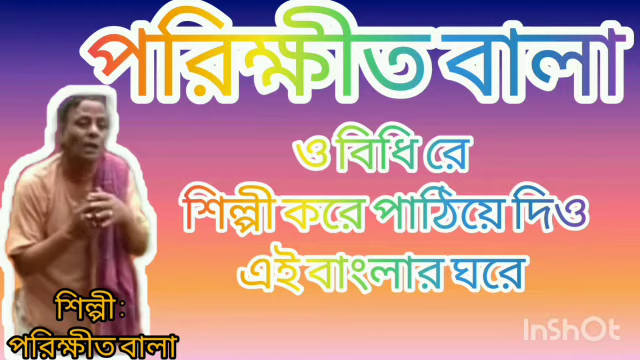 পরিক্ষীত বালা
ও বিধি রে
শিল্পী করে পাঠিয়ে দিও
এই বাংলার ঘরে
শিল্পী :
পরিক্ষীত বালা
InShOt